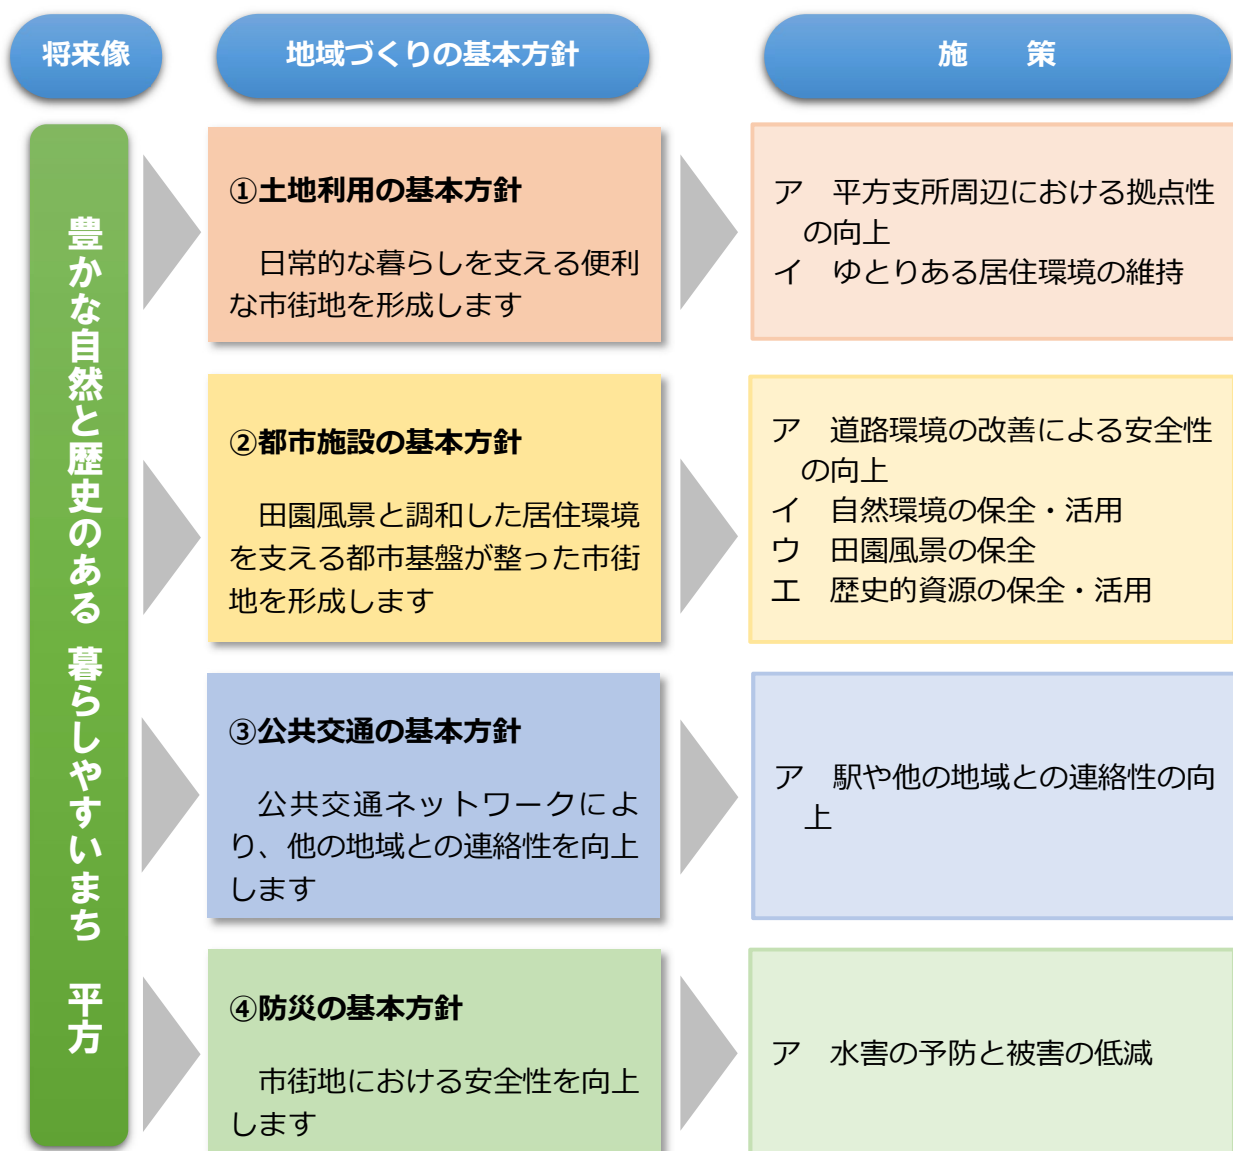 将来像
地域づくりの基本方針
施　策
豊かな自然と歴史のある 暮らしやすいまち　平方
①土地利用の基本方針
日常的な暮らしを支える便利
な市街地を形成します
ア　平方支所周辺における拠点性
の向上
イ　ゆとりある居住環境の維持
②都市施設の基本方針
田園風景と調和した居住環境
を支える都市基盤が整った市街
地を形成します
ア　道路環境の改善による安全性
の向上
イ　自然環境の保全・活用
ウ　田園風景の保全
エ　歴史的資源の保全・活用
③公共交通の基本方針
公共交通ネットワークによ
り、他の地域との連絡性を向上
します
ア　駅や他の地域との連絡性の向
上
④防災の基本方針
市街地における安全性を向上
します
ア　水害の予防と被害の低減